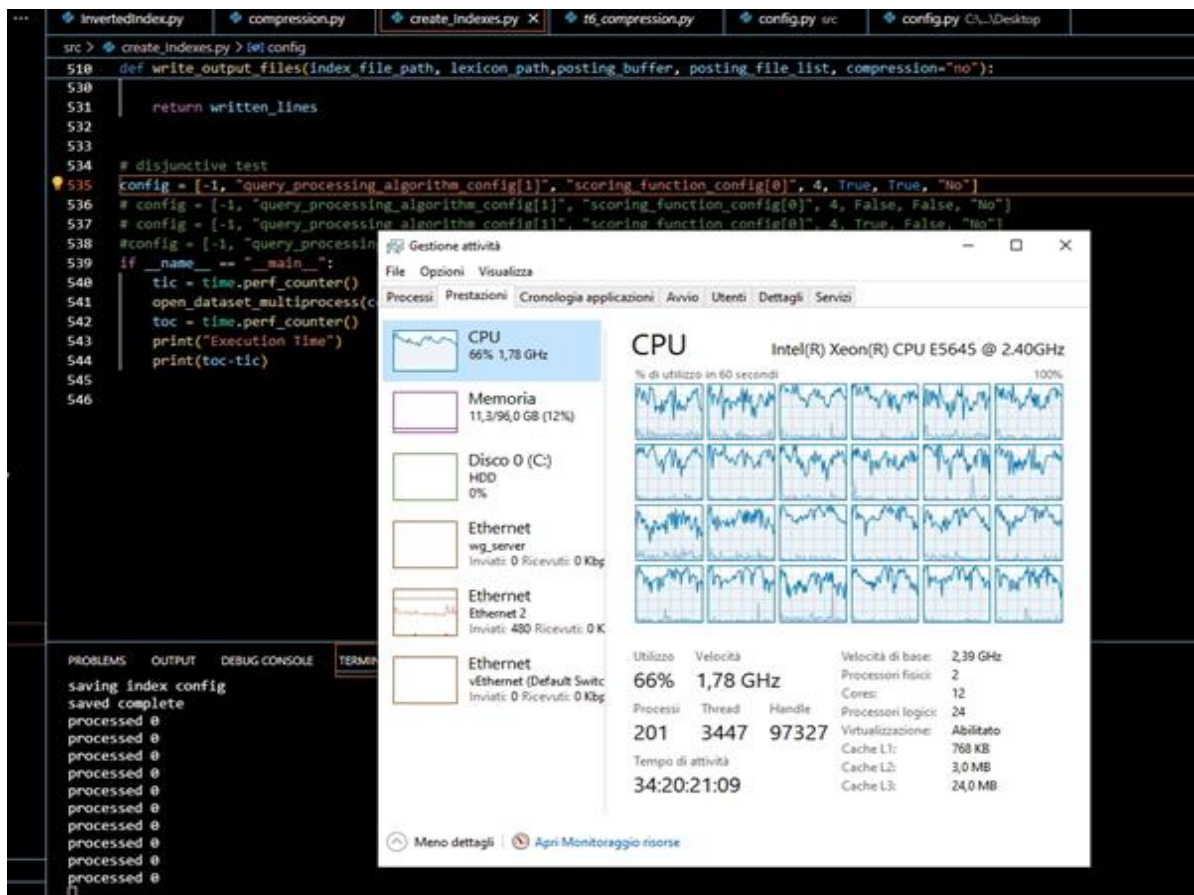 InvertedIndex.py compression.py create_Indexes.py t6_compression.py config.py src config.py C:\...\Desktop
src > create_Indexes.py > config
510 def write_output_files(index_file_path, lexicon_path,posting_buffer, posting_file_list, compression="no"):
530
531 return written_lines
532
533
534 # disjunctive test
535 config = [-1, "query_processing_algorithm_config[1]", "scoring_function_config[0]", 4, True, True, "No"]
536 # config = [-1, "query_processing_algorithm_config[1]", "scoring_function_config[0]", 4, False, False, "No"]
537 # config = [-1, "query_processing_algorithm_config[1]", "scoring_function_config[0]", 4, True, False, "No"]
538 #config = [-1, "query_processin
539 if __name__ == "__main__":
540 tic = time.perf_counter()
541 open_dataset_multiprocess(c
542 toc = time.perf_counter()
543 print("Execution Time")
544 print(toc-tic)
545
546
PROBLEMS OUTPUT DEBUG CONSOLE TERMIN
saving index config
saved complete
processed 0
processed 0
processed 0
processed 0
processed 0
processed 0
processed 0
processed 0
processed 0
processed 0
Gestione attività
File Opzioni Visualizza
Processi Prestazioni Cronologia applicazioni Avvio Utenti Dettagli Servizi
CPU
66% 1,78 GHz
Memoria
11,3/96,0 GB (12%)
Disco 0 (C:)
HDD
0%
Ethernet
wg_server
Inviati: 0 Ricevuti: 0 Kbp
Ethernet
Ethernet 2
Inviati: 480 Ricevuti: 0 K
Ethernet
vEthernet (Default Switc
Inviati: 0 Ricevuti: 0 Kbp
CPU Intel(R) Xeon(R) CPU E5645 @ 2.40GHz
% di utilizzo in 60 secondi 100%
Utilizzo Velocità
66% 1,78 GHz
Processi Thread Handle
201 3447 97327
Tempo di attività
34:20:21:09
Velocità di base: 2,39 GHz
Processori fisici: 2
Cores: 12
Processori logici: 24
Virtualizzazione: Abilitato
Cache L1: 768 KB
Cache L2: 3,0 MB
Cache L3: 24,0 MB
Meno dettagli Apri Monitoraggio risorse